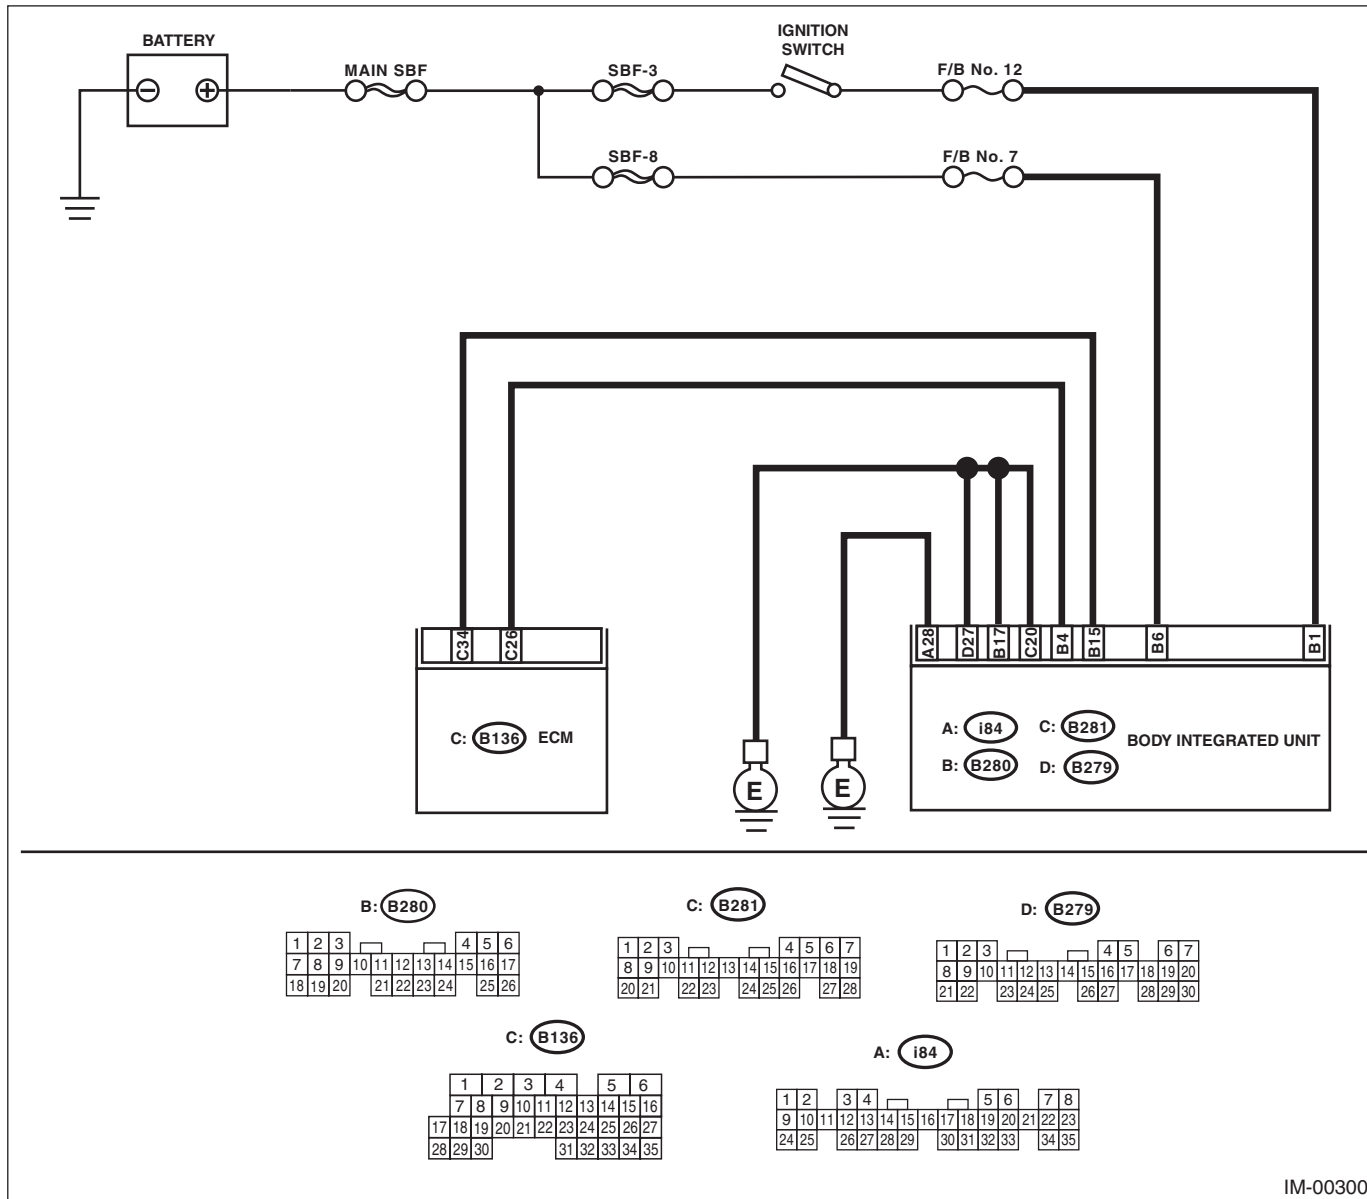 IGNITION
SWITCH
BATTERY
MAIN SBF
SBF-3
F/B No. 12
− +
SBF-8
F/B No. 7
C34 C26
A28 D27 B17 C20 B4 B15 B6 B1
C: B136 ECM
E
E
A: i84 C: B281
B: B280 D: B279
BODY INTEGRATED UNIT
B: B280
1 2 3 4 5 6
7 8 9 10 11 12 13 14 15 16 17
18 19 20 21 22 23 24 25 26
C: B281
1 2 3 4 5 6 7
8 9 10 11 12 13 14 15 16 17 18 19
20 21 22 23 24 25 26 27 28
D: B279
1 2 3 4 5 6 7
8 9 10 11 12 13 14 15 16 17 18 19 20
21 22 23 24 25 26 27 28 29 30
C: B136
1 2 3 4 5 6
7 8 9 10 11 12 13 14 15 16
17 18 19 20 21 22 23 24 25 26 27
28 29 30 31 32 33 34 35
A: i84
1 2 3 4 5 6 7 8
9 10 11 12 13 14 15 16 17 18 19 20 21 22 23
24 25 26 27 28 29 30 31 32 33 34 35
IM-00300